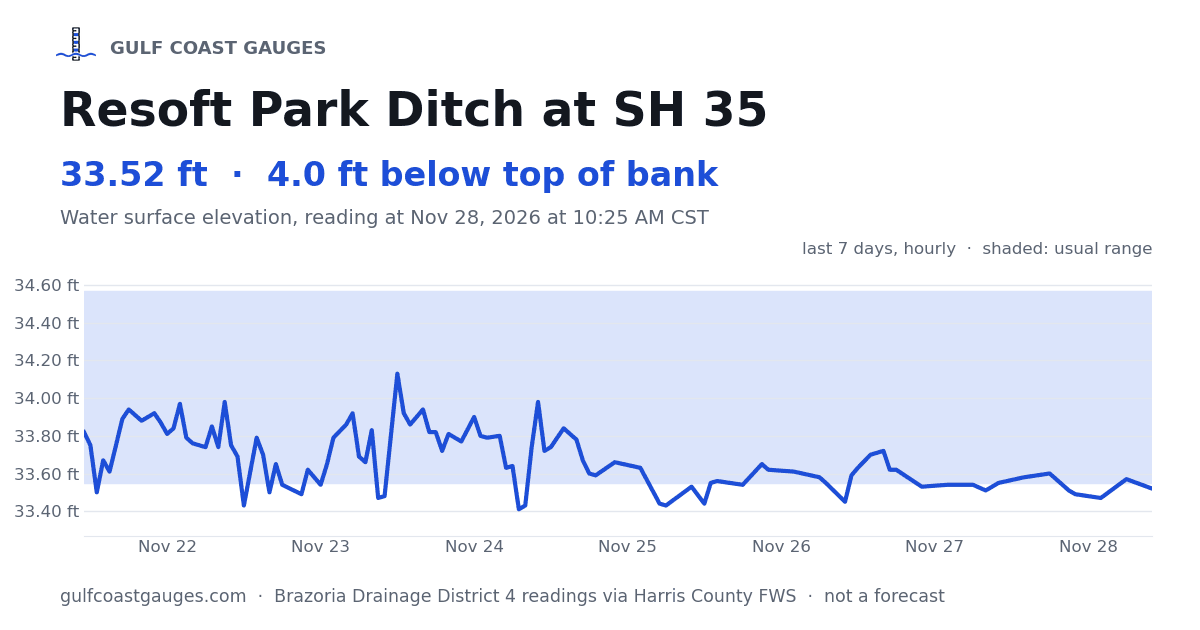 GULF COAST GAUGES
Resoft Park Ditch at SH 35
33.52 ft · 4.0 ft below top of bank
Water surface elevation, reading at Nov 28, 2026 at 10:25 AM CST
last 7 days, hourly · shaded: usual range
34.60 ft
34.40 ft
34.20 ft
34.00 ft
33.80 ft
33.60 ft
33.40 ft
Nov 22 Nov 23 Nov 24 Nov 25 Nov 26 Nov 27 Nov 28
gulfcoastgauges.com · Brazoria Drainage District 4 readings via Harris County FWS · not a forecast